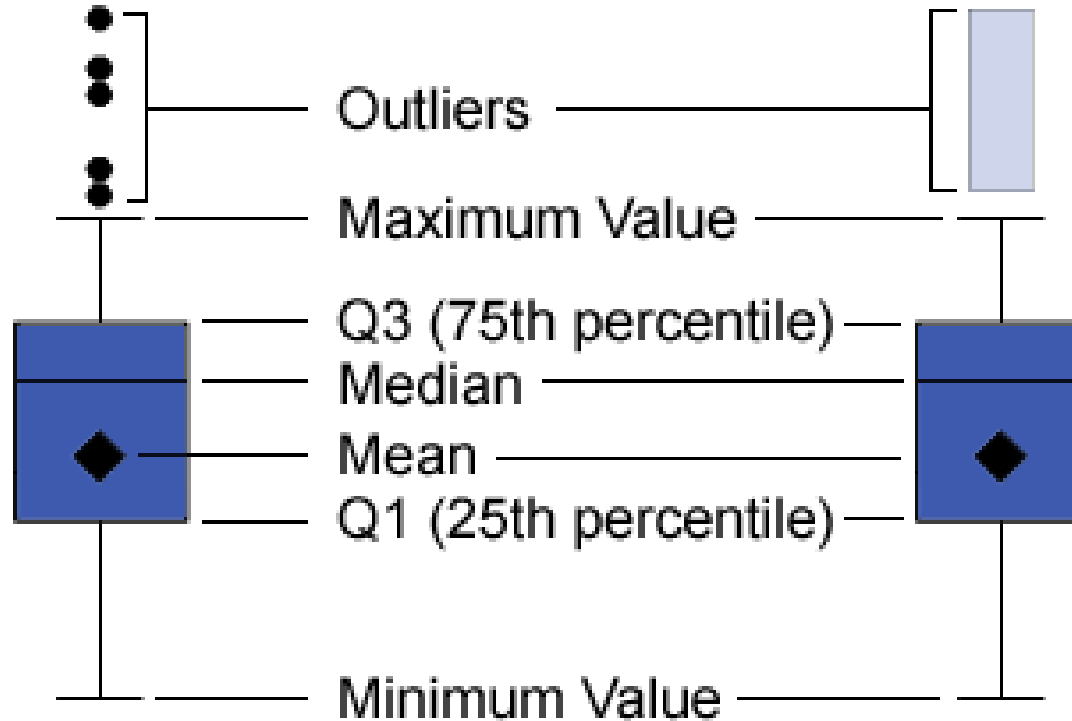 Outliers
Maximum Value
Q3 (75th percentile)
Median
Mean
Q1 (25th percentile)
Minimum Value